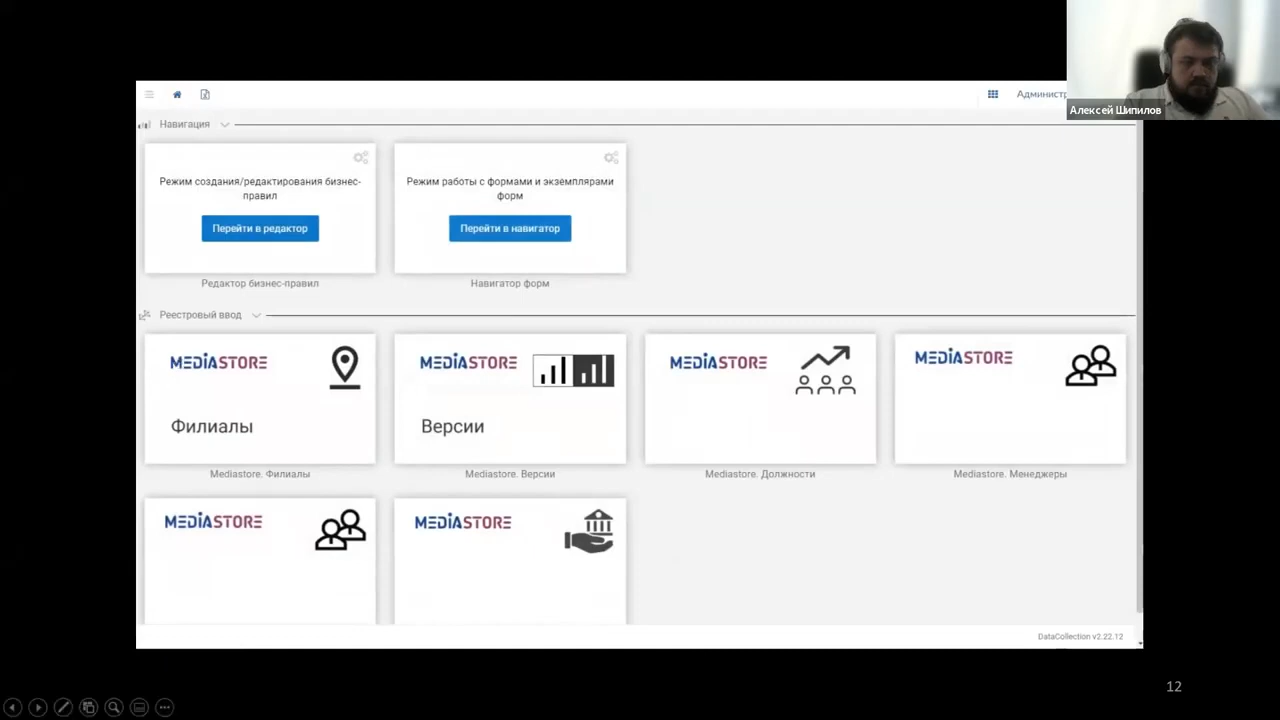 Администр
Алексей Шипилов
Навигация
Режим создания/редактирования бизнес-
правил
Перейти в редактор
Редактор бизнес-правил
Режим работы с формами и экземплярами
форм
Перейти в навигатор
Навигатор форм
Реестровый ввод
MEDIASTORE
Филиалы
Mediastore. Филиалы
MEDIASTORE
Версии
Mediastore. Версии
MEDIASTORE
Mediastore. Должности
MEDIASTORE
Mediastore. Менеджеры
MEDIASTORE
MEDIASTORE
DataCollection v2.22.12
12